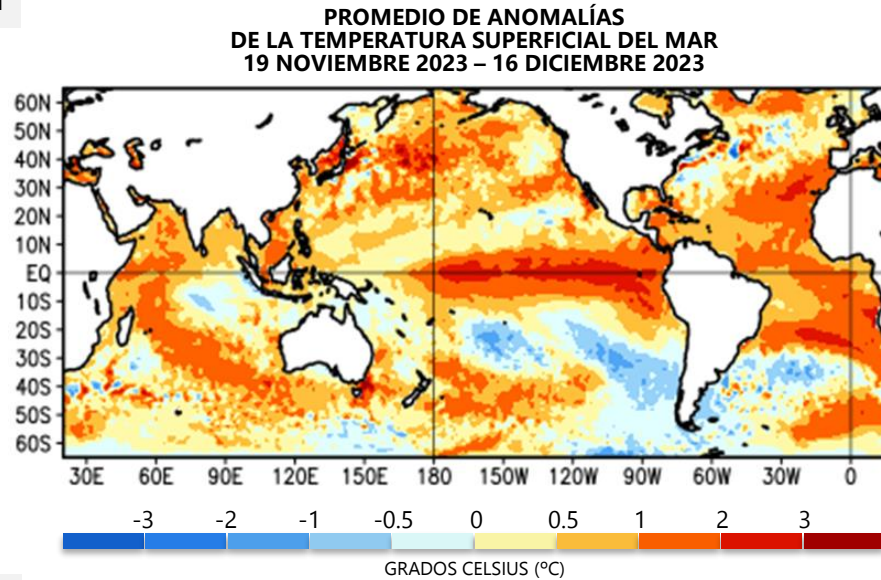 PROMEDIO DE ANOMALÍAS
DE LA TEMPERATURA SUPERFICIAL DEL MAR
19 NOVIEMBRE 2023 – 16 DICIEMBRE 2023
60N
50N
40N
30N
20N
10N
EQ
10S
20S
30S
40S
50S
60S
30E 60E 90E 120E 150E 180 150W 120W 90W 60W 30W 0
-3 -2 -1 -0.5 0 0.5 1 2 3
GRADOS CELSIUS (ºC)